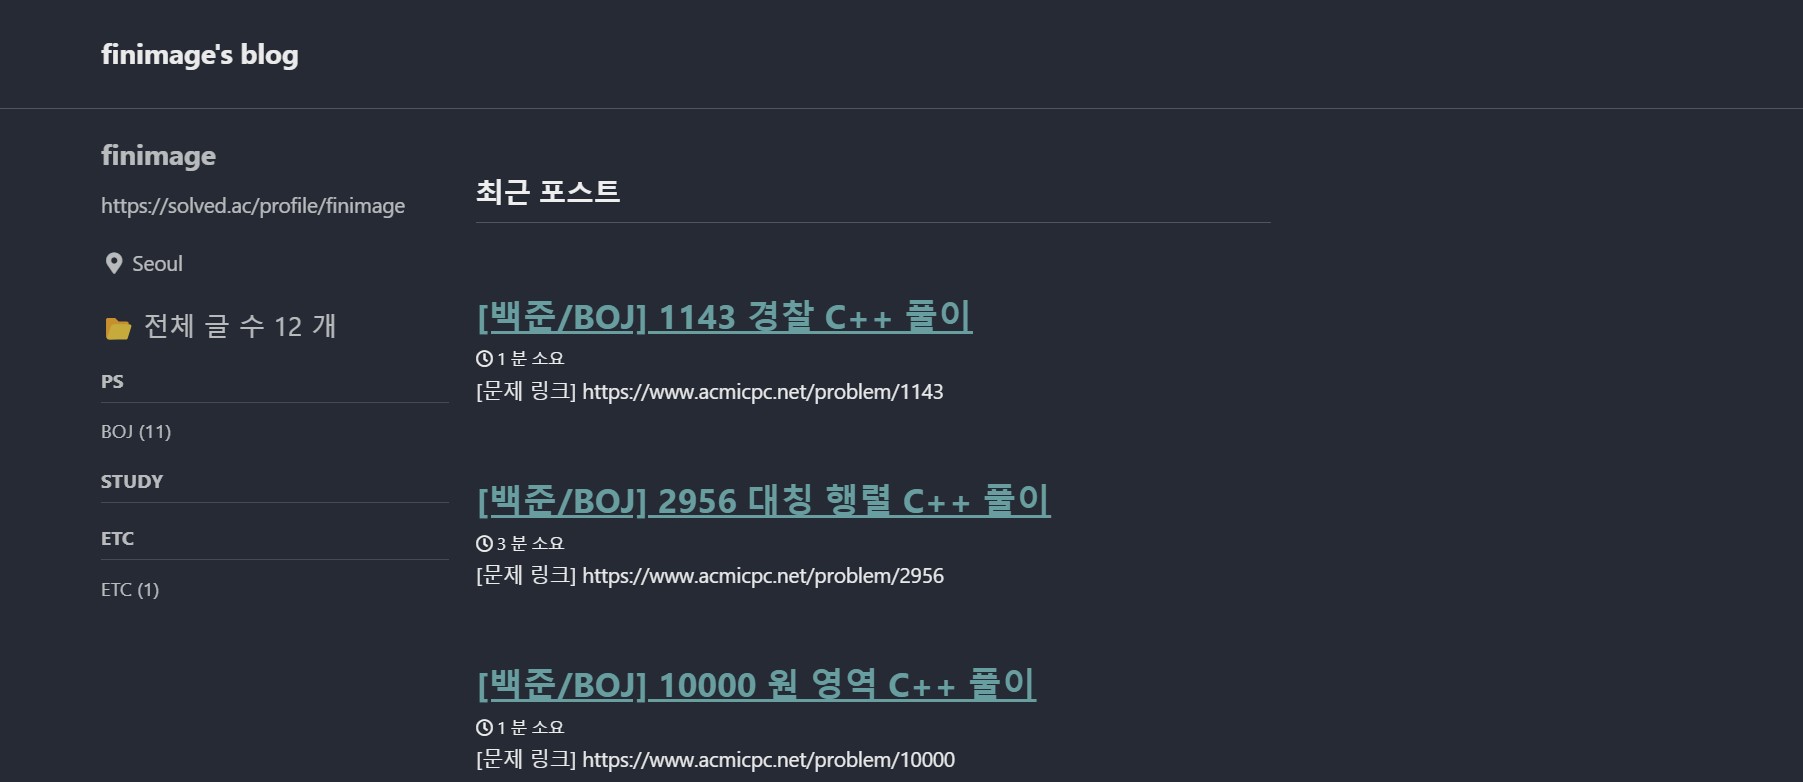 finimage's blog
finimage
https://solved.ac/profile/finimage
Seoul
전체 글 수 12 개
PS
BOJ (11)
STUDY
ETC
ETC (1)
최근 포스트
[백준/BOJ] 1143 경찰 C++ 풀이
1 분 소요
[문제 링크] https://www.acmicpc.net/problem/1143
[백준/BOJ] 2956 대칭 행렬 C++ 풀이
3 분 소요
[문제 링크] https://www.acmicpc.net/problem/2956
[백준/BOJ] 10000 원 영역 C++ 풀이
1 분 소요
[문제 링크] https://www.acmicpc.net/problem/10000